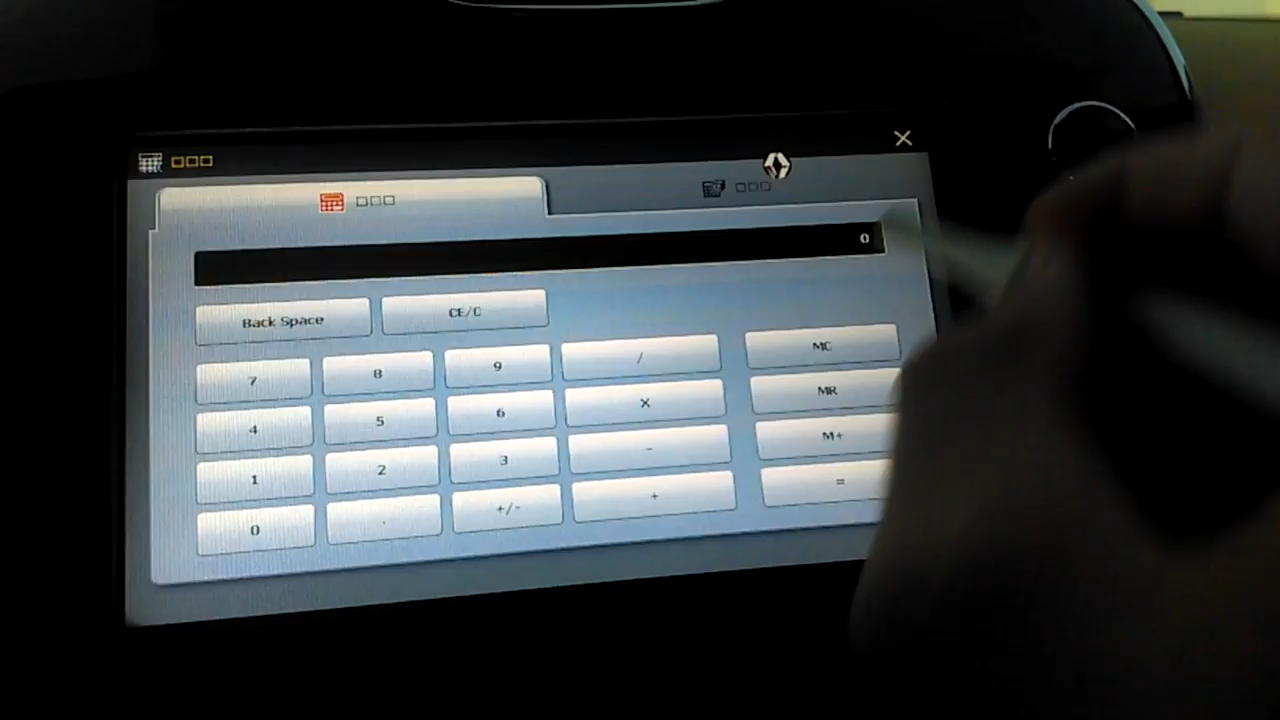 □□□
□□□ □□□
0
Back Space CE/C
7 8 9 / MC
4 5 6 X MR
1 2 3 - M+
0 . +/- + =